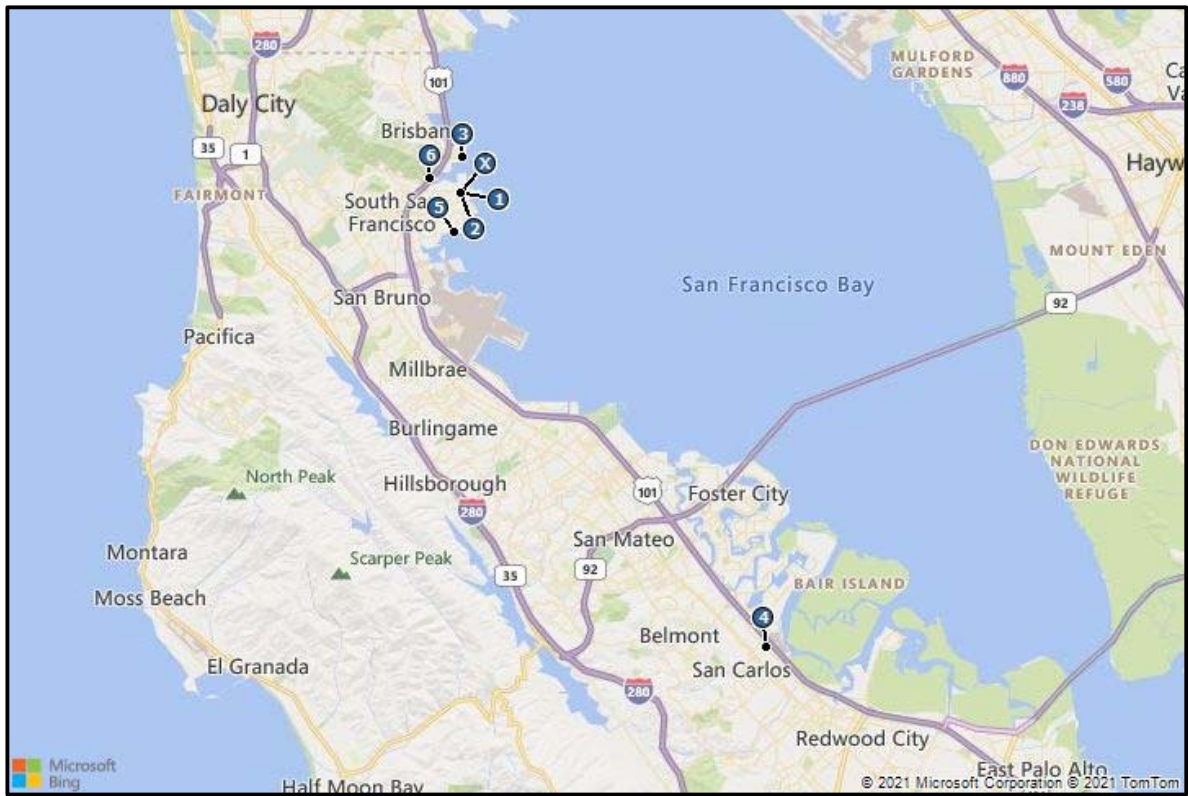 280
101
880
580
238
MULFORD
GARDENS
Daly City
Brisban
3
35
1
6
X
Hayw
FAIRMONT
South Sa
Francisco
5
1
2
MOUNT EDEN
San Francisco Bay
San Bruno
92
Pacifica
Millbrae
Burlingame
DON EDWARDS
NATIONAL
WILDLIFE
REFUGE
North Peak
Hillsborough
101
Foster City
280
San Mateo
Montara
Scarper Peak
35
92
BAIR ISLAND
Moss Beach
4
Belmont
El Granada
San Carlos
280
Redwood City
Microsoft
Bing
Half Moon Bay
East Palo Alto
© 2021 Microsoft Corporation © 2021 TomTom